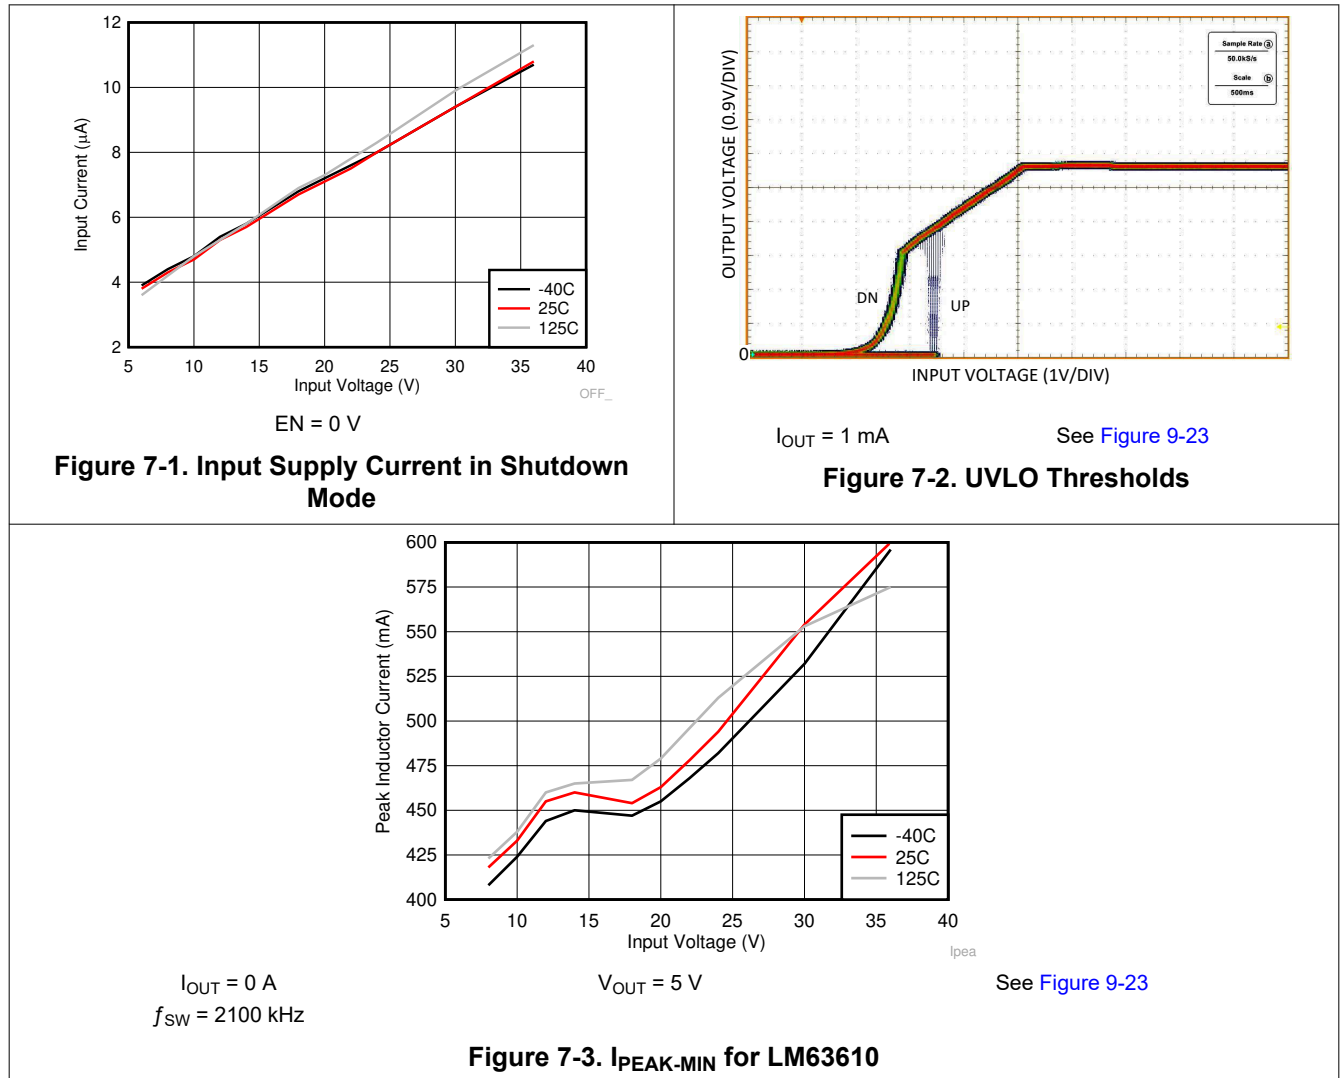 12
10
8
6
4
2
Input Current (µA)
5 10 15 20 25 30 35 40
Input Voltage (V)
-40C
25C
125C
OFF_
EN = 0 V
Figure 7-1. Input Supply Current in Shutdown
Mode
OUTPUT VOLTAGE (0.9V/DIV)
Sample Rate a
50.0kS/s
Scale b
500ms
DN
UP
0
INPUT VOLTAGE (1V/DIV)
I_OUT = 1 mA See Figure 9-23
Figure 7-2. UVLO Thresholds
600
575
550
525
500
475
450
425
400
Peak Inductor Current (mA)
5 10 15 20 25 30 35 40
Input Voltage (V)
-40C
25C
125C
Ipea
I_OUT = 0 A V_OUT = 5 V See Figure 9-23
ƒ_SW = 2100 kHz
Figure 7-3. I_PEAK-MIN for LM63610